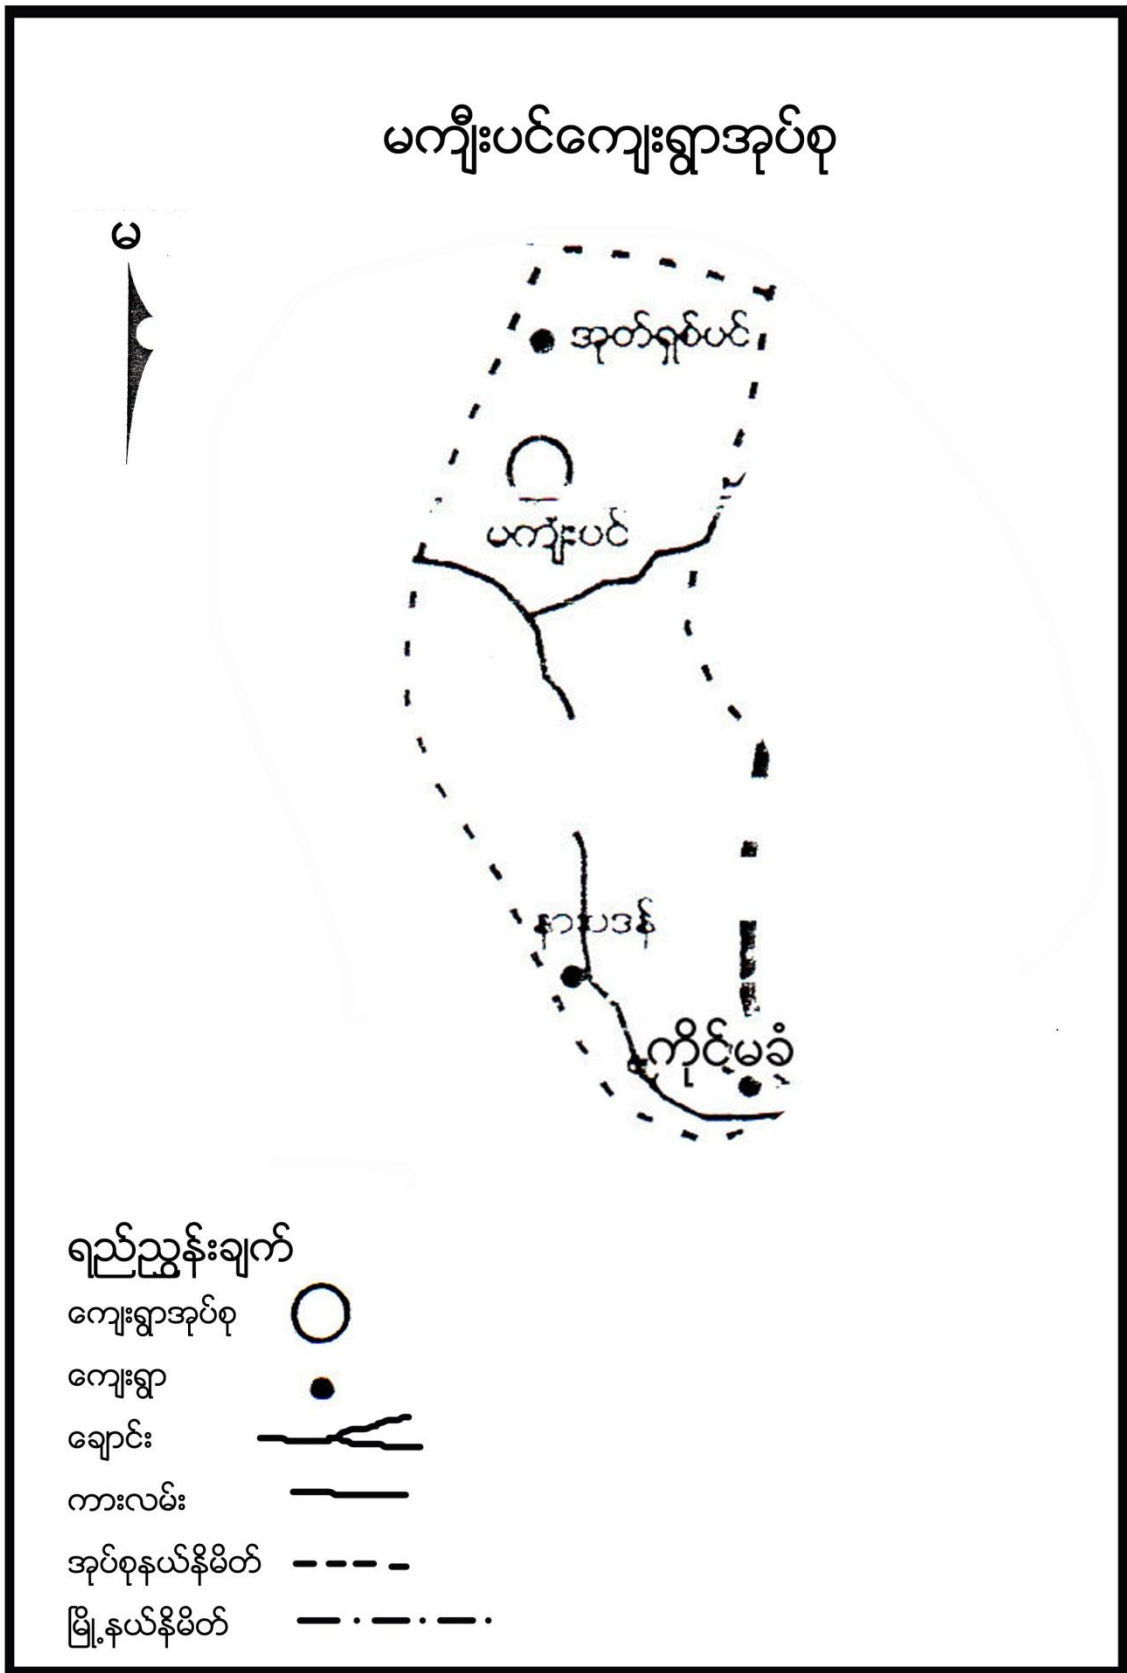 မကျီးပင်ကျေးရွာအုပ်စု
မ
အုတ်ရှစ်ပင်
မကျီးပင်
ကိုင်းမခံ
ရည်ညွှန်းချက်
ကျေးရွာအုပ်စု
ကျေးရွာ
ချောင်း
ကားလမ်း
အုပ်စုနယ်နိမိတ်
မြို့နယ်နိမိတ်